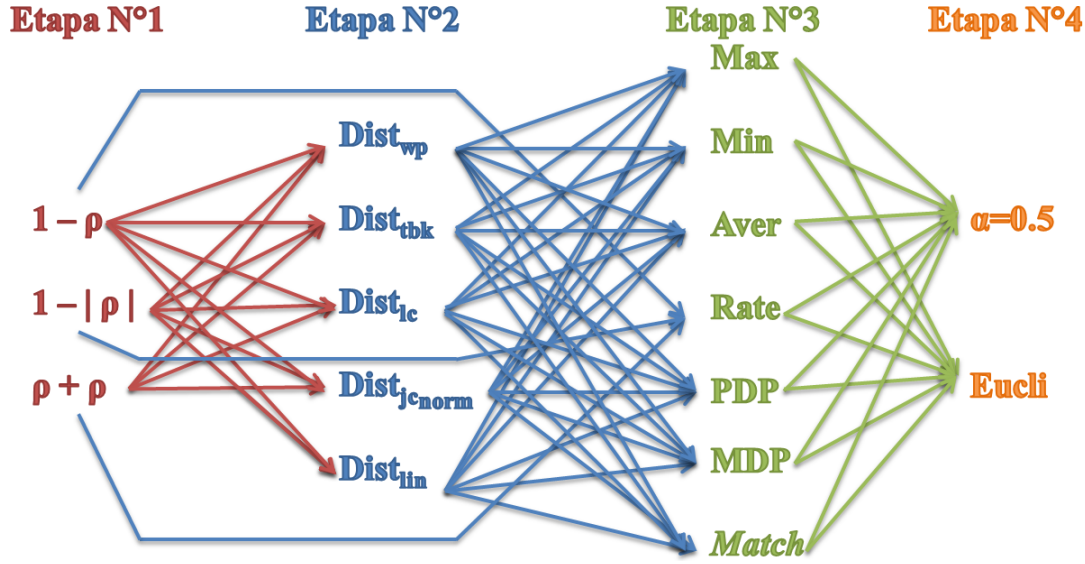 Etapa N°1
Etapa N°2
Etapa N°3
Etapa N°4
1 – ρ
1 – | ρ |
ρ + ρ
Dist_wp
Dist_tbk
Dist_lc
Dist_jc_norm
Dist_lin
Max
Min
Aver
Rate
PDP
MDP
Match
α=0.5
Eucli